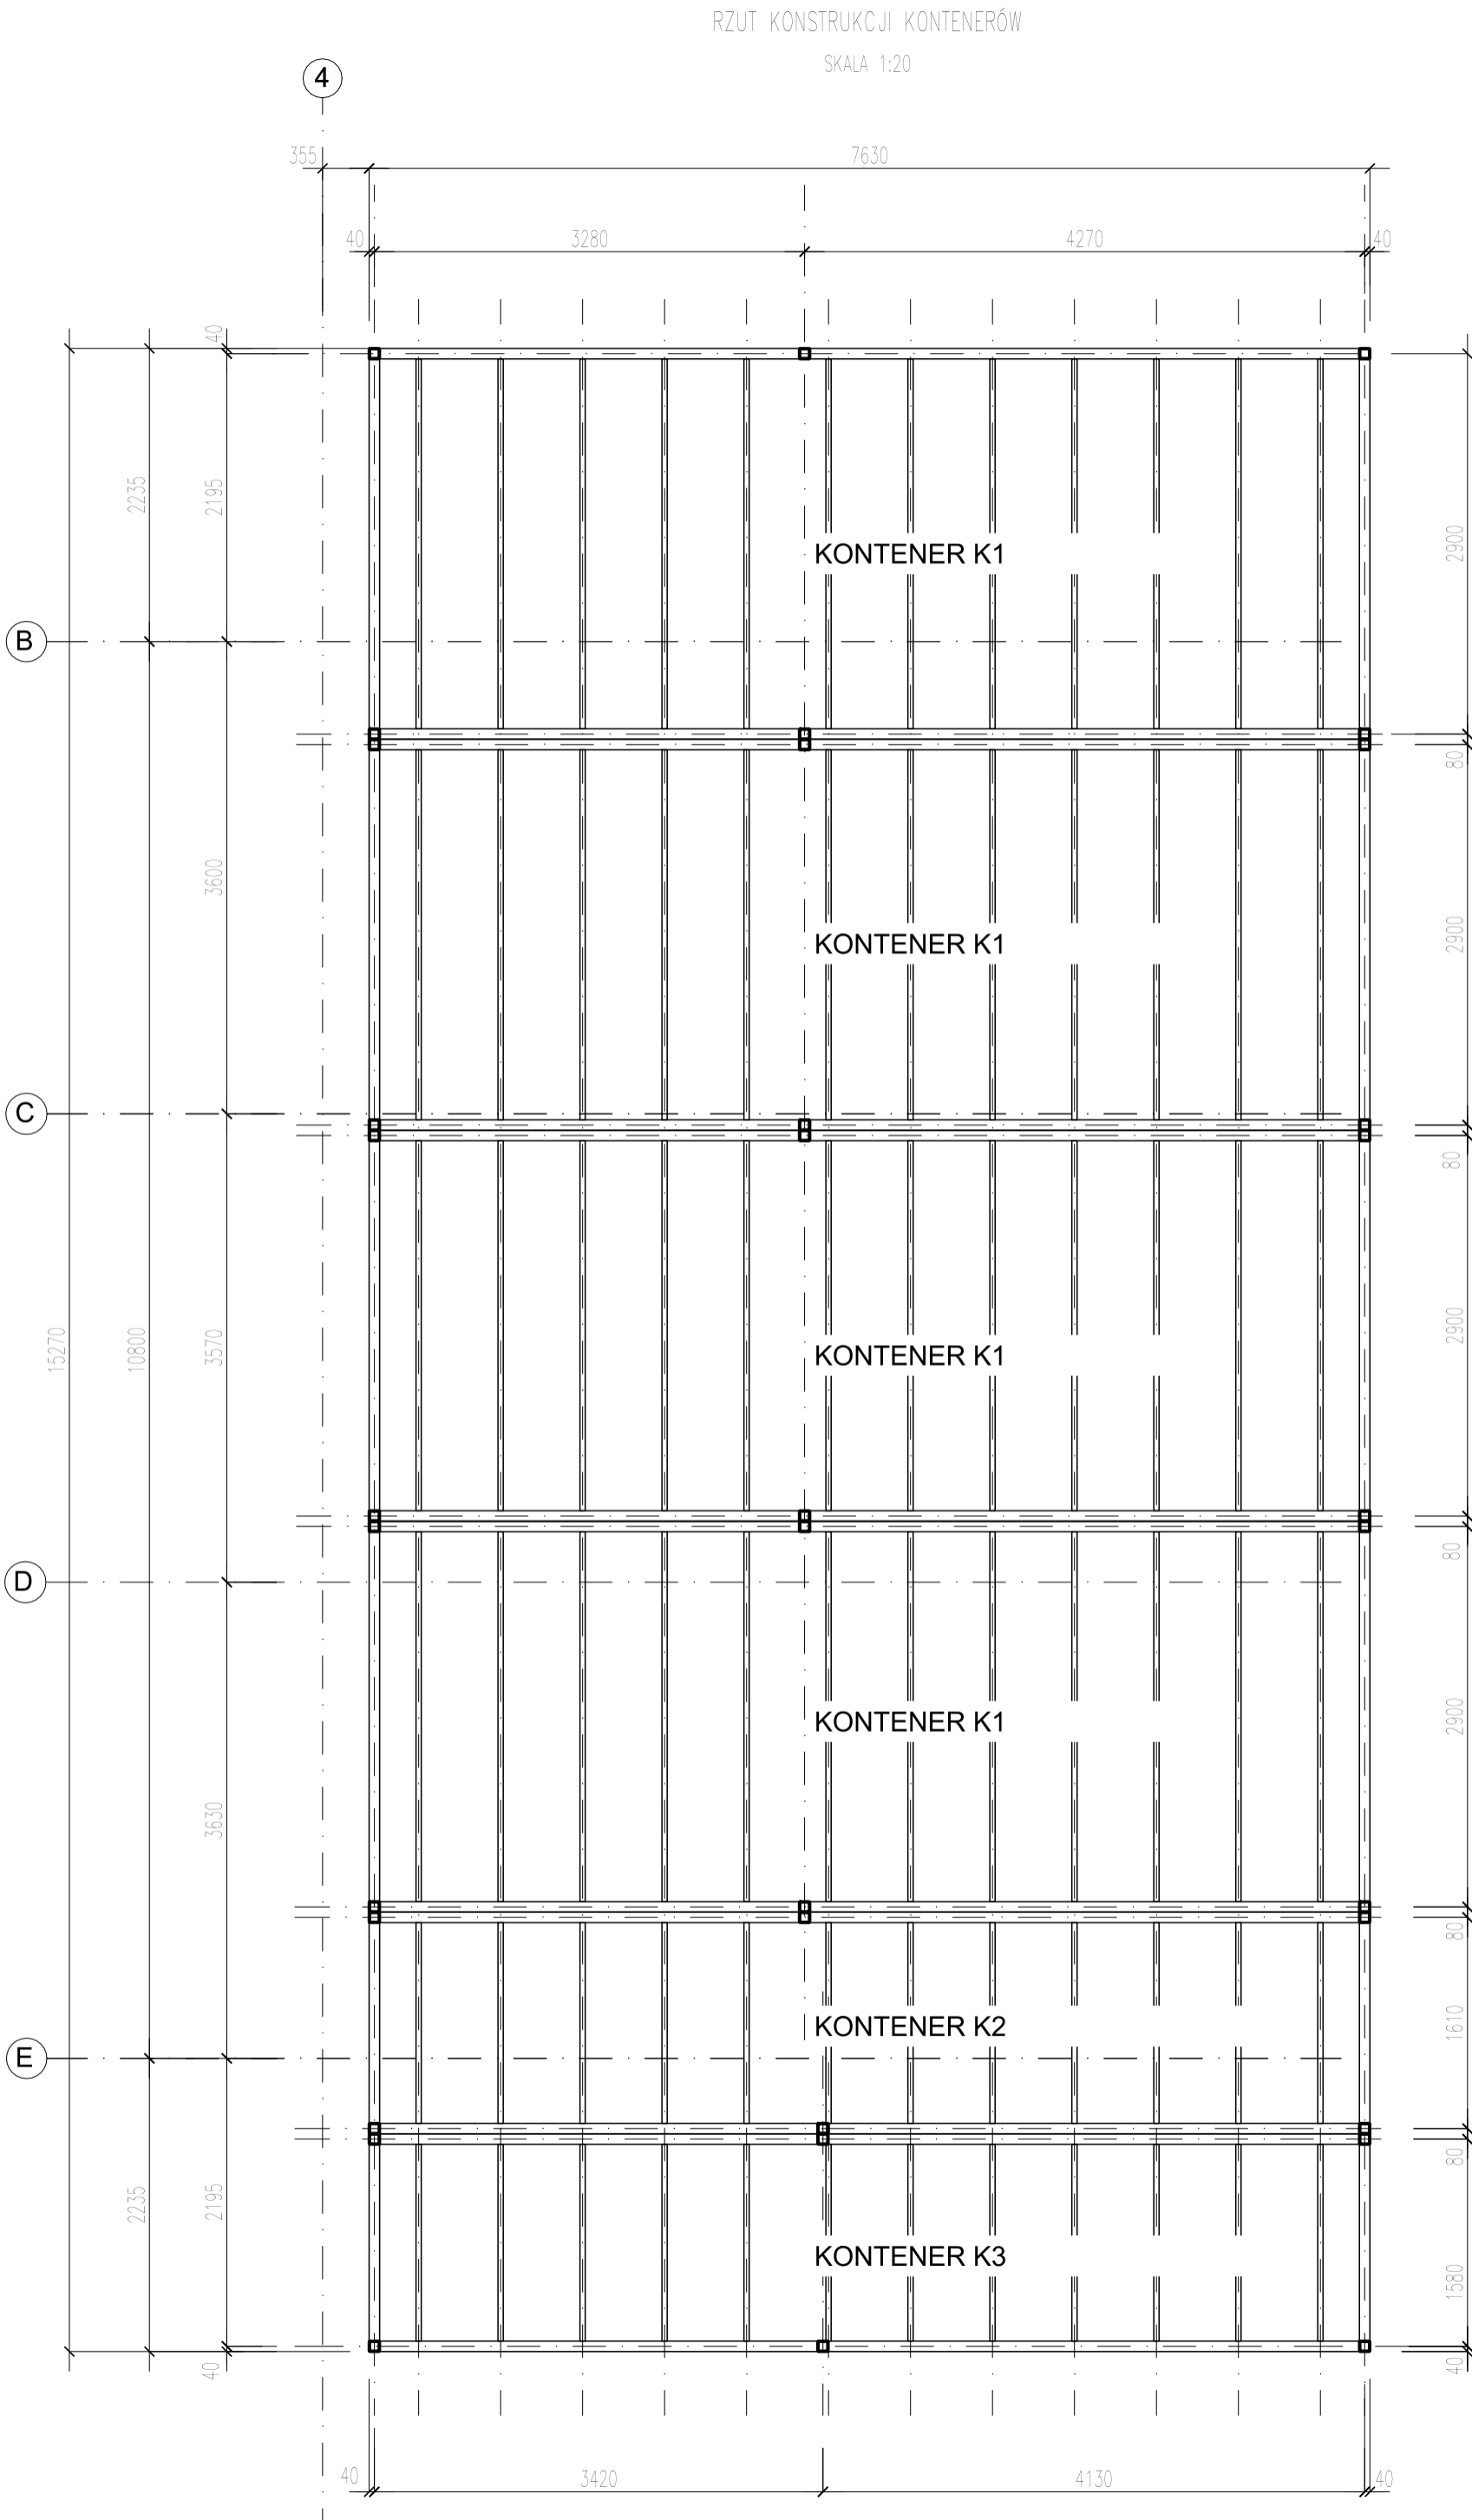 RZUT KONSTRUKCJI KONTENERÓW
SKALA 1:20
4
355
7630
40
3280
4270
40
40
2235
2195
2900
KONTENER K1
B
80
3600
2900
KONTENER K1
C
80
15270
10800
3570
2900
KONTENER K1
80
D
2900
KONTENER K1
3630
80
1610
KONTENER K2
E
80
2235
2195
KONTENER K3
1580
40
40
40
3420
4130
40